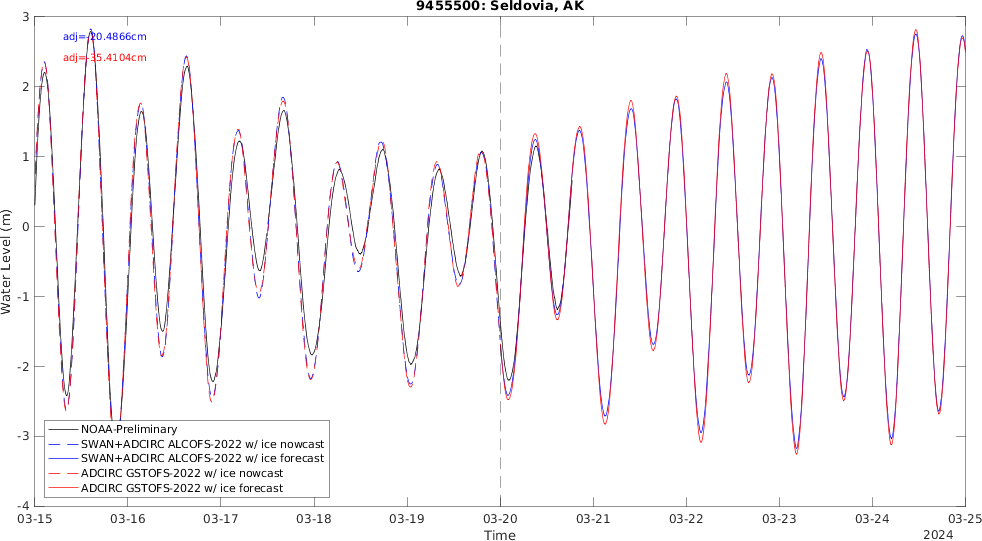 9455500: Seldovia, AK
adj=-20.4866cm
adj=-35.4104cm
Water Level (m)
3
2
1
0
-1
-2
-3
-4
NOAA-Preliminary
SWAN+ADCIRC ALCOFS-2022 w/ ice nowcast
SWAN+ADCIRC ALCOFS-2022 w/ ice forecast
ADCIRC GSTOFS-2022 w/ ice nowcast
ADCIRC GSTOFS-2022 w/ ice forecast
03-15 03-16 03-17 03-18 03-19 03-20 03-21 03-22 03-23 03-24 03-25
Time
2024